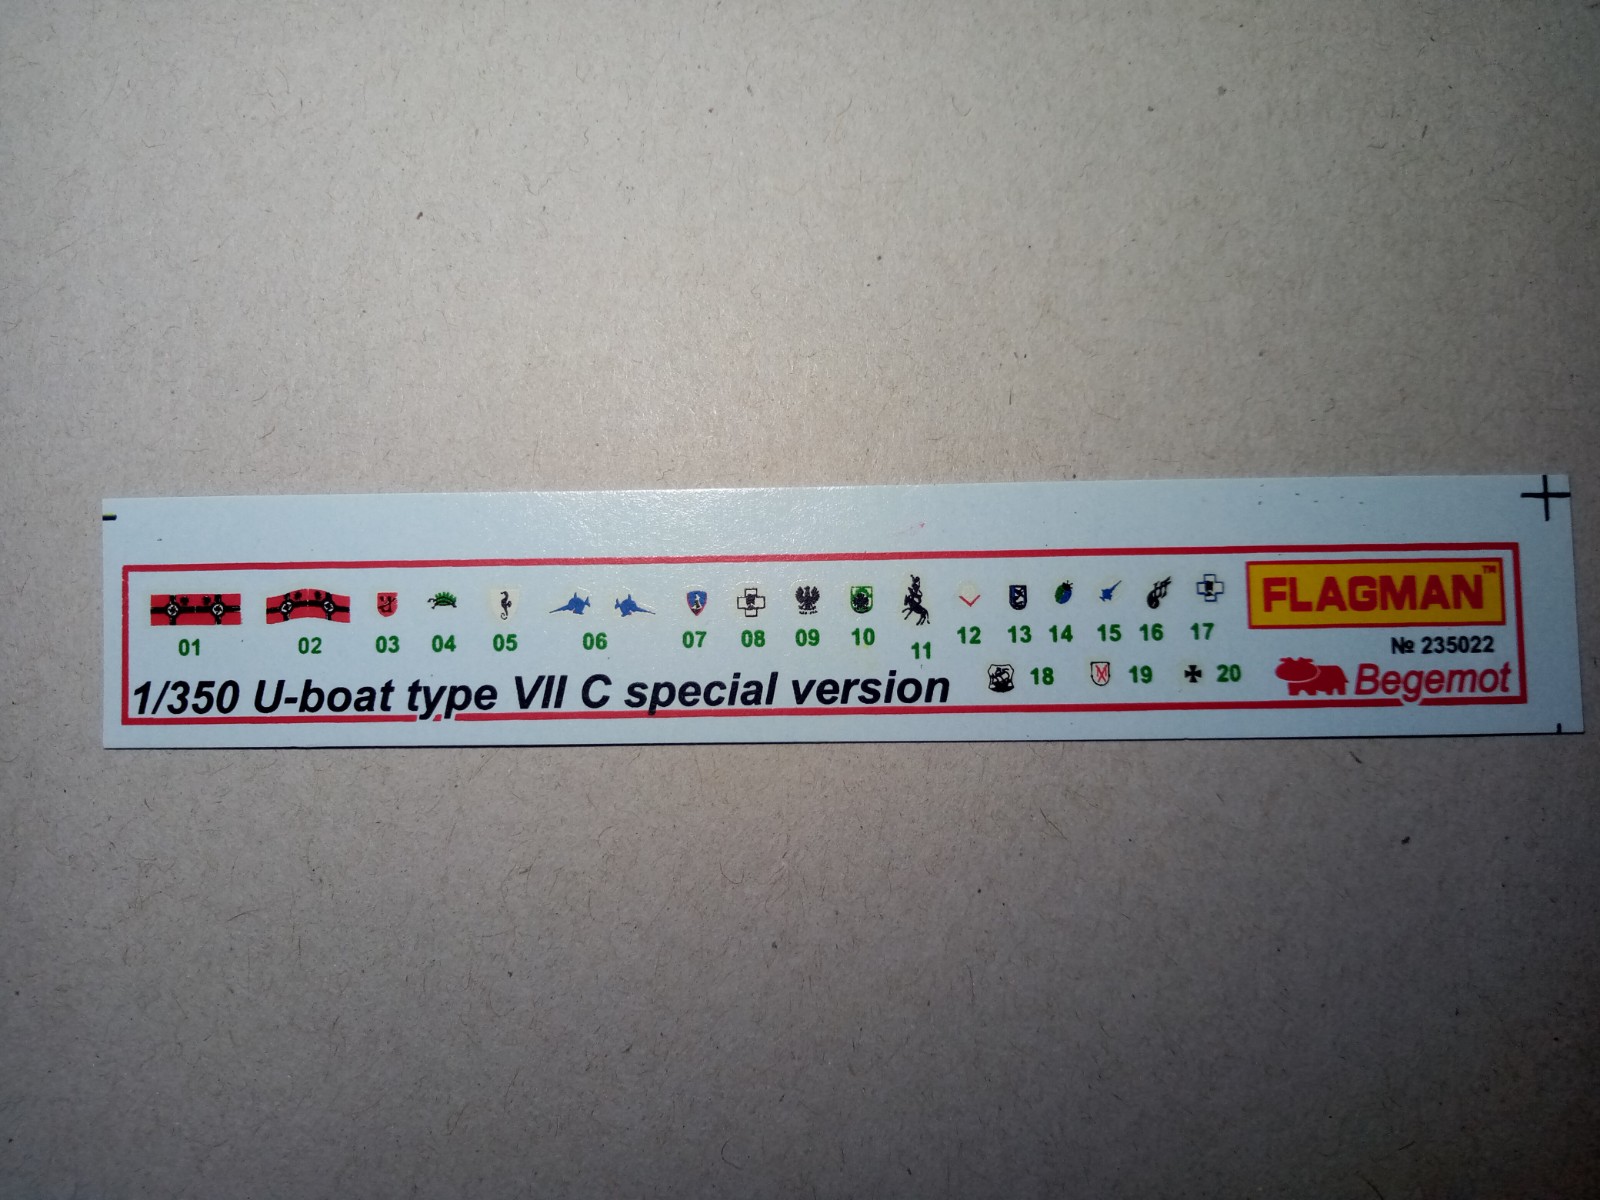 FLAGMAN™
01 02 03 04 05 06 07 08 09 10 11 12 13 14 15 16 17
№ 235022
18 19 20
1/350 U-boat type VII C special version
Begemot